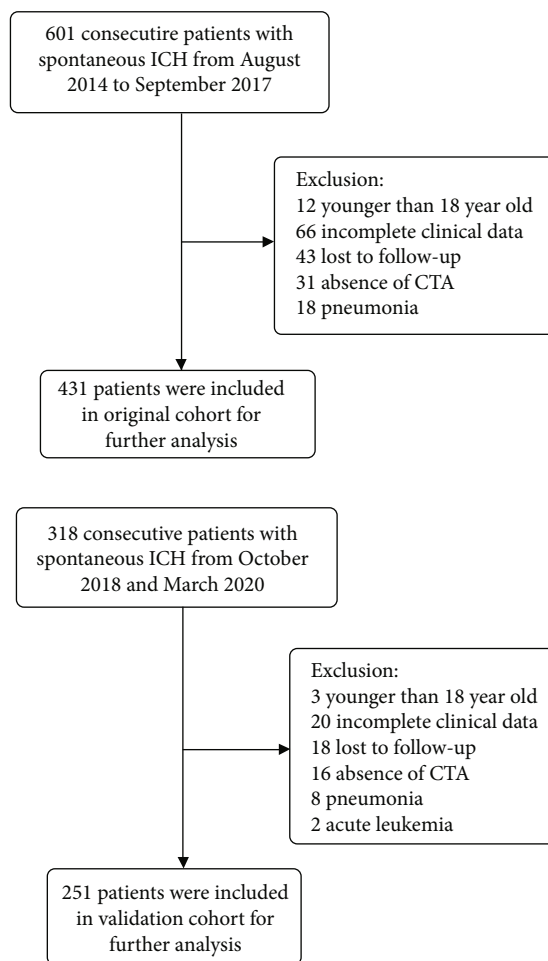 601 consecutire patients with
spontaneous ICH from August
2014 to September 2017
Exclusion:
12 younger than 18 year old
66 incomplete clinical data
43 lost to follow-up
31 absence of CTA
18 pneumonia
431 patients were included
in original cohort for
further analysis
318 consecutive patients with
spontaneous ICH from October
2018 and March 2020
Exclusion:
3 younger than 18 year old
20 incomplete clinical data
18 lost to follow-up
16 absence of CTA
8 pneumonia
2 acute leukemia
251 patients were included
in validation cohort for
further analysis